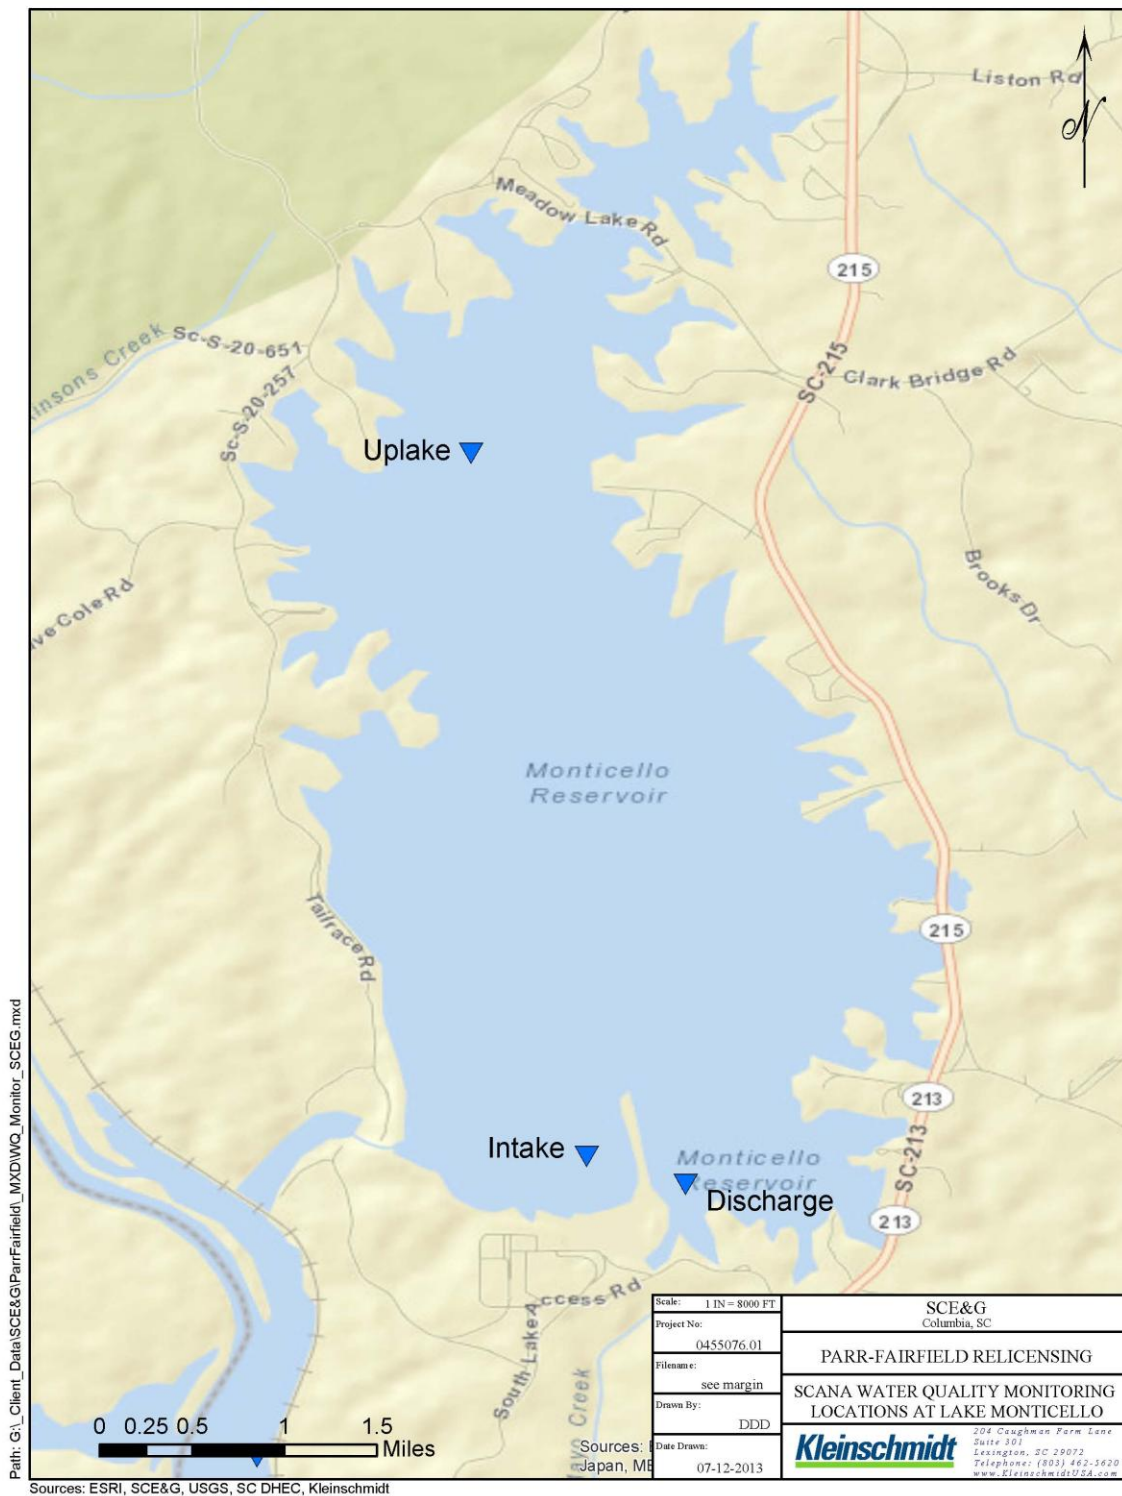 Liston Rd
N
Meadow Lake Rd
215
Sc-S-20-651
insons Creek
SC-215
Clark Bridge Rd
Sc-S-20-257
Uplake
Brooks Dr
ve Cole Rd
Monticello
Reservoir
Tailrace Rd
215
213
SC-213
Intake
Monticello
Reservoir
Discharge
213
South Lake Access Rd
Mayo Creek
0 0.25 0.5 1 1.5
Miles
Sources:
Japan, ME
Scale: 1 IN = 8000 FT
Project No:
0455076.01
Filename:
see margin
Drawn By:
DDD
Date Drawn:
07-12-2013
SCE&G
Columbia, SC
PARR-FAIRFIELD RELICENSING
SCANA WATER QUALITY MONITORING
LOCATIONS AT LAKE MONTICELLO
Kleinschmidt
204 Caughman Farm Lane
Suite 301
Lexington, SC 29072
Telephone: (803) 462-5620
www.KleinschmidtUSA.com
Path: G:\_Client_Data\SCE&G\ParrFairfield\_MXD\WQ_Monitor_SCEG.mxd
Sources: ESRI, SCE&G, USGS, SC DHEC, Kleinschmidt